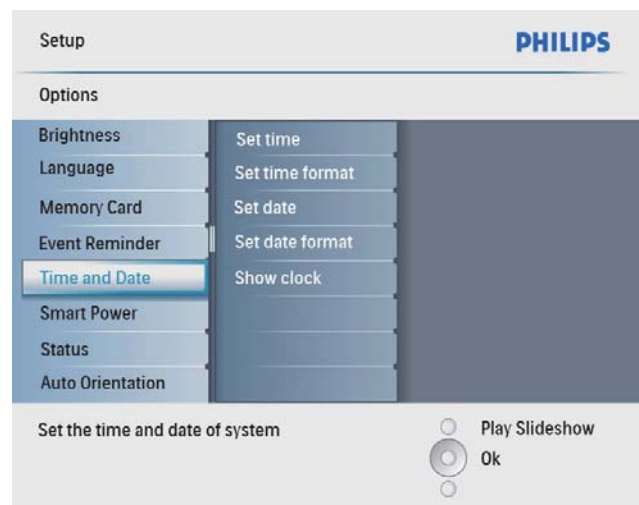 Setup
PHILIPS
Options
Brightness
Language
Memory Card
Event Reminder
Time and Date
Smart Power
Status
Auto Orientation
Set time
Set time format
Set date
Set date format
Show clock
Set the time and date of system
Play Slideshow
Ok